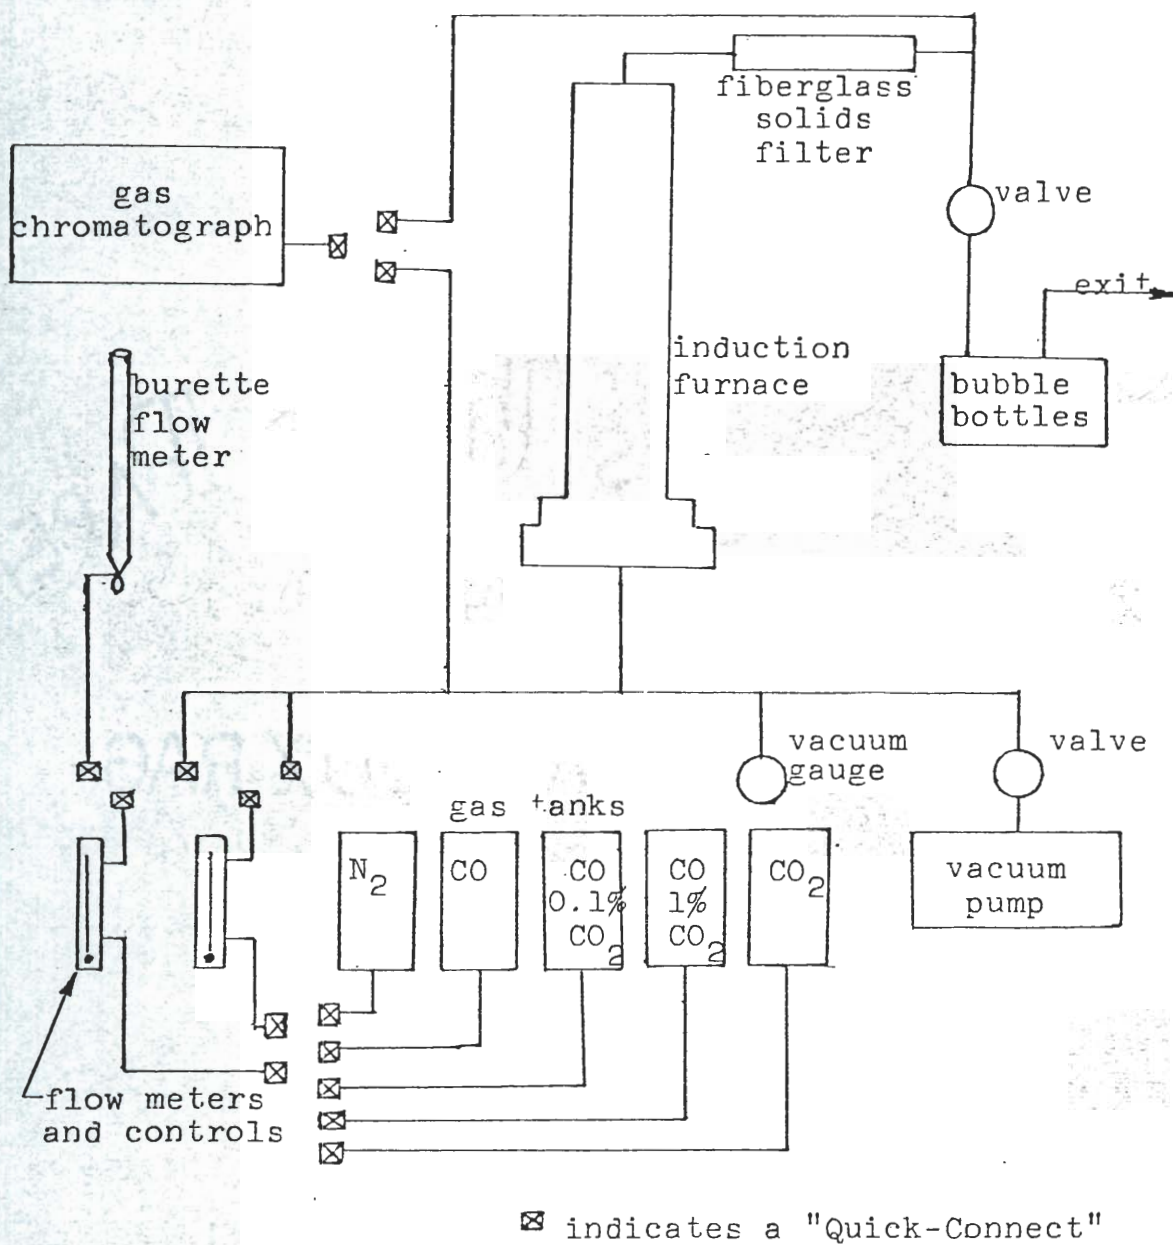 fiberglass
solids
filter
gas
chromatograph
valve
exit
induction
furnace
bubble
bottles
burette
flow
meter
vacuum
gauge
valve
gas tanks
N2
CO
CO
0.1%
CO2
CO
1%
CO2
CO2
vacuum
pump
flow meters
and controls
indicates a "Quick-Connect"